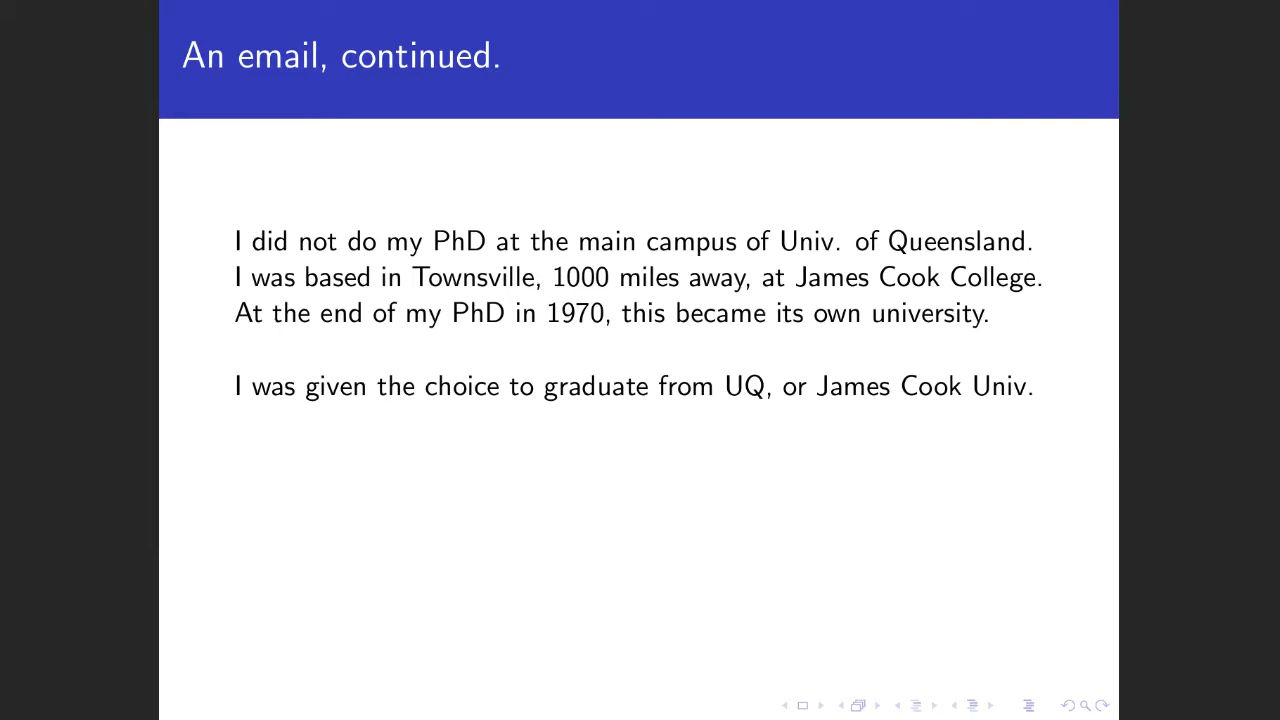 An email, continued.
I did not do my PhD at the main campus of Univ. of Queensland.
I was based in Townsville, 1000 miles away, at James Cook College.
At the end of my PhD in 1970, this became its own university.
I was given the choice to graduate from UQ, or James Cook Univ.